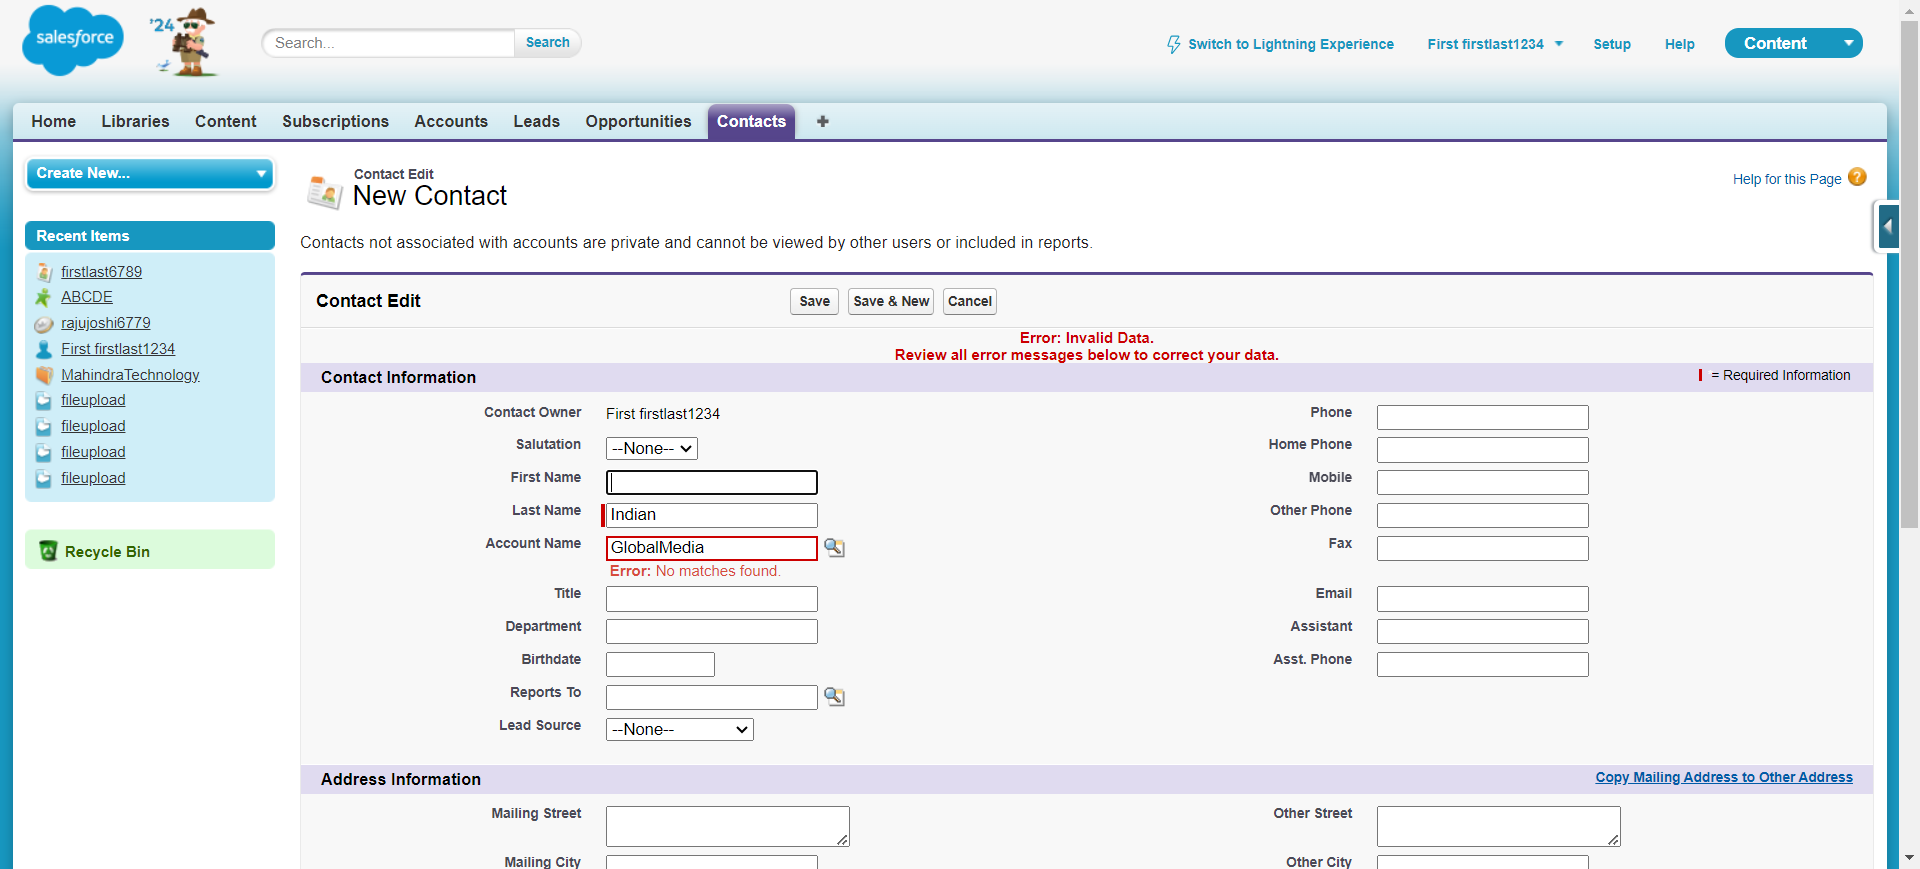 salesforce
'24
Search...
Search
Switch to Lightning Experience
First firstlast1234
Setup
Help
Content
Home
Libraries
Content
Subscriptions
Accounts
Leads
Opportunities
Contacts
+
Create New...
Recent Items
firstlast6789
ABCDE
rajujoshi6779
First firstlast1234
MahindraTechnology
fileupload
fileupload
fileupload
fileupload
Recycle Bin
Contact Edit
New Contact
Help for this Page
?
Contacts not associated with accounts are private and cannot be viewed by other users or included in reports.
Contact Edit
Save
Save & New
Cancel
Error: Invalid Data.
Review all error messages below to correct your data.
Contact Information
= Required Information
Contact Owner
First firstlast1234
Phone
Salutation
--None--
Home Phone
First Name
Mobile
Last Name
Indian
Other Phone
Account Name
GlobalMedia
Fax
Error: No matches found.
Title
Email
Department
Assistant
Birthdate
Asst. Phone
Reports To
Lead Source
--None--
Address Information
Copy Mailing Address to Other Address
Mailing Street
Other Street
Mailing City
Other City